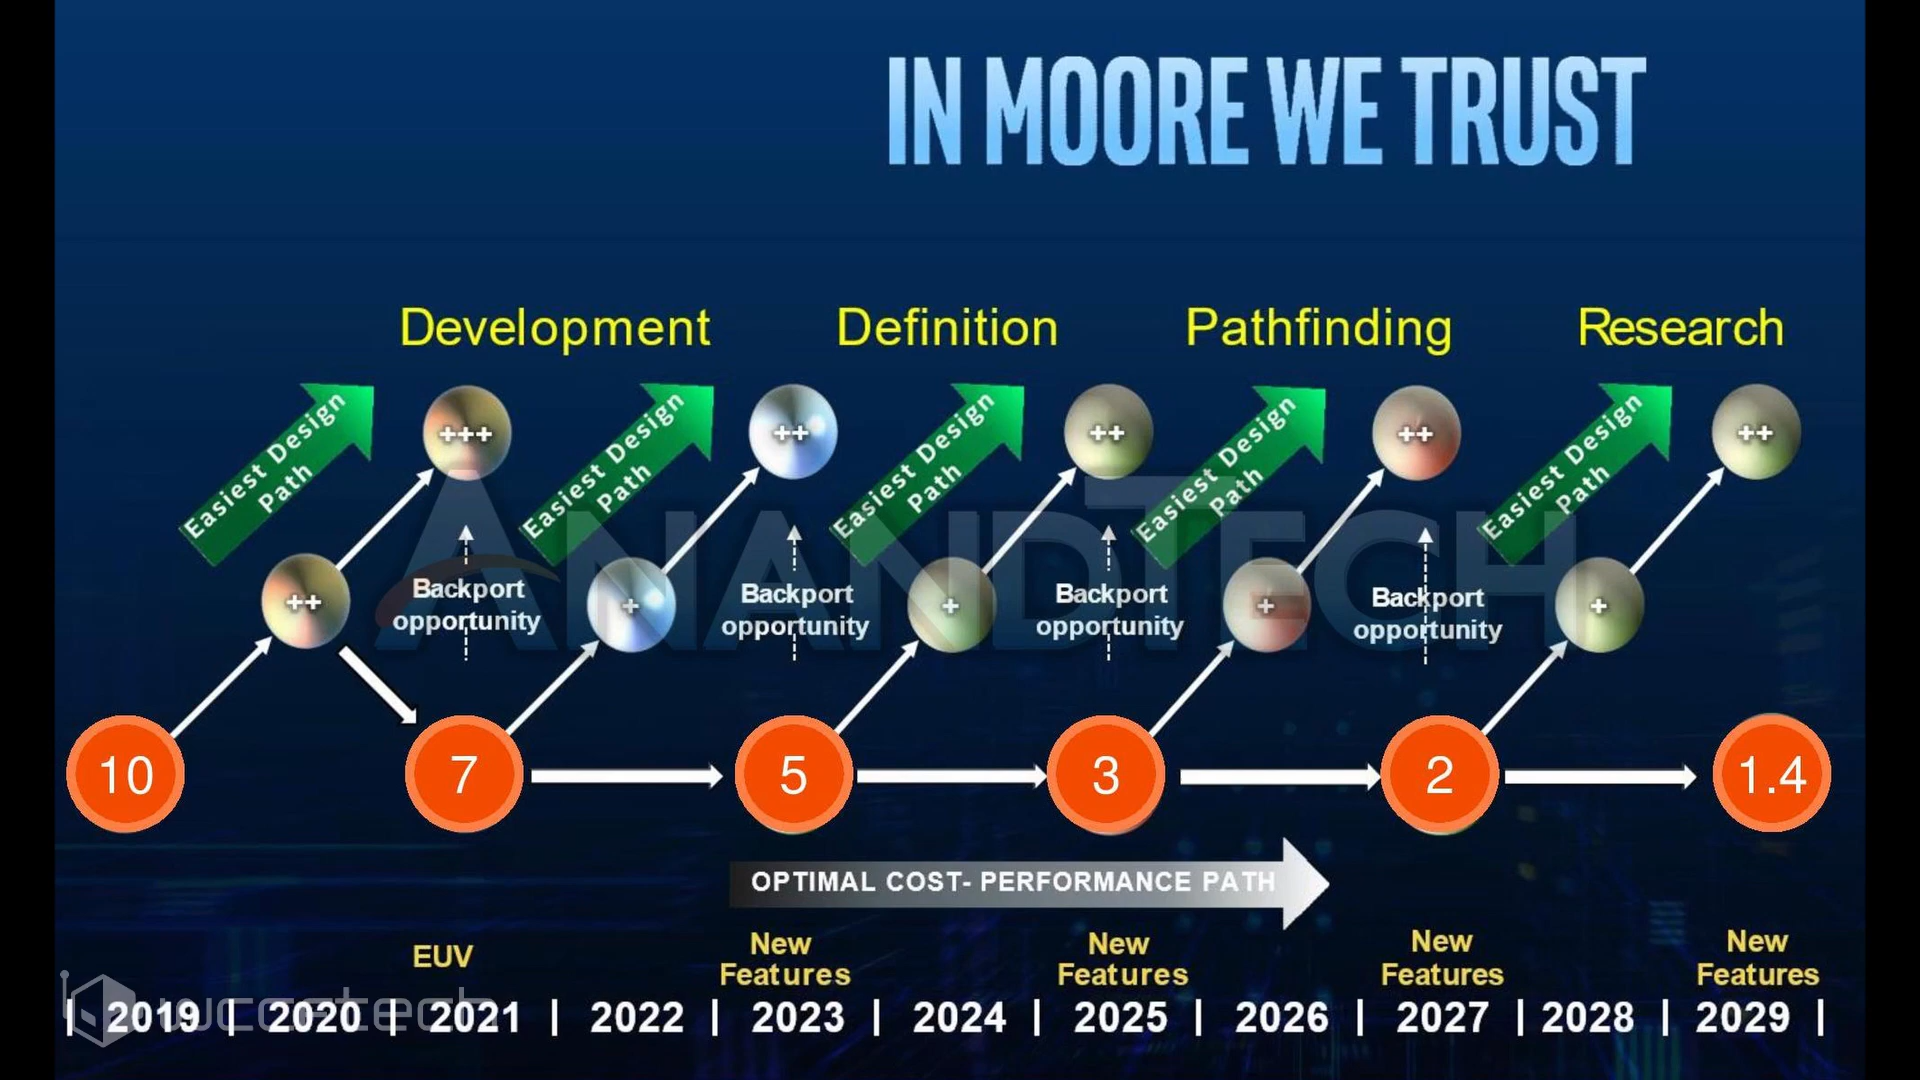 IN MOORE WE TRUST
Development
Definition
Pathfinding
Research
Easiest Design
Path
+++
Easiest Design
Path
++
Easiest Design
Path
++
Easiest Design
Path
++
Easiest Design
Path
++
++
Backport
opportunity
+
Backport
opportunity
+
Backport
opportunity
+
Backport
opportunity
+
ANANDTECH
10
7
5
3
2
1.4
OPTIMAL COST- PERFORMANCE PATH
EUV
New
Features
New
Features
New
Features
New
Features
| 2019 | 2020 | 2021 | 2022 | 2023 | 2024 | 2025 | 2026 | 2027 | 2028 | 2029 |
wccftech